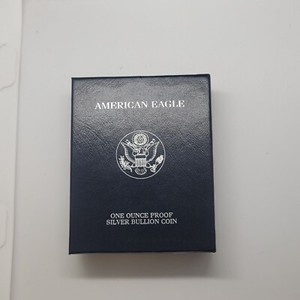 AMERICAN EAGLE
ONE OUNCE PROOF
SILVER BULLION COIN